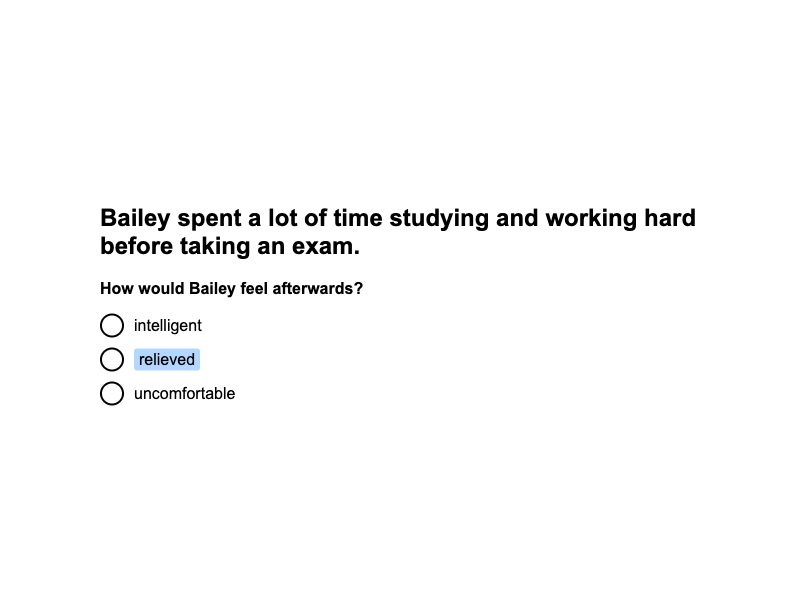 Bailey spent a lot of time studying and working hard
before taking an exam.
How would Bailey feel afterwards?
intelligent
relieved
uncomfortable